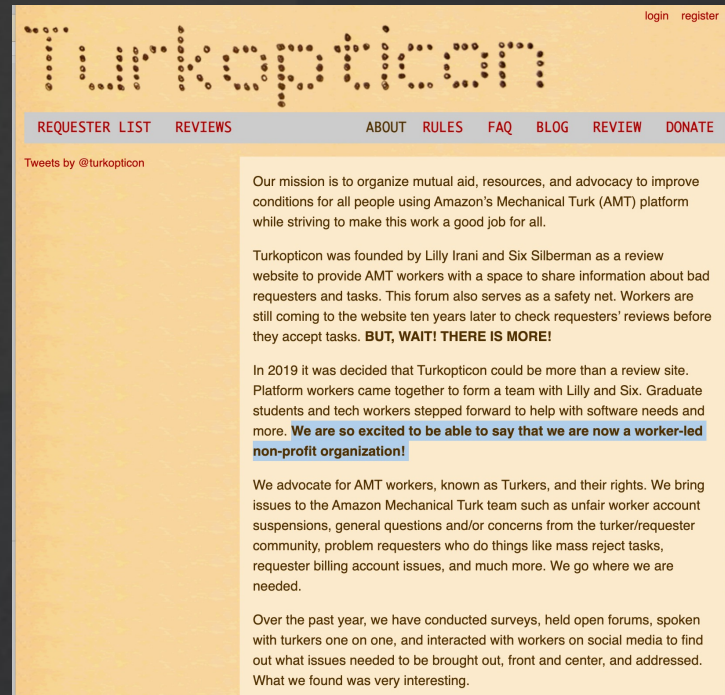 login register
Turkopticon
REQUESTER LIST REVIEWS ABOUT RULES FAQ BLOG REVIEW DONATE
Tweets by @turkopticon
Our mission is to organize mutual aid, resources, and advocacy to improve
conditions for all people using Amazon’s Mechanical Turk (AMT) platform
while striving to make this work a good job for all.
Turkopticon was founded by Lilly Irani and Six Silberman as a review
website to provide AMT workers with a space to share information about bad
requesters and tasks. This forum also serves as a safety net. Workers are
still coming to the website ten years later to check requesters’ reviews before
they accept tasks. BUT, WAIT! THERE IS MORE!
In 2019 it was decided that Turkopticon could be more than a review site.
Platform workers came together to form a team with Lilly and Six. Graduate
students and tech workers stepped forward to help with software needs and
more. We are so excited to be able to say that we are now a worker-led
non-profit organization!
We advocate for AMT workers, known as Turkers, and their rights. We bring
issues to the Amazon Mechanical Turk team such as unfair worker account
suspensions, general questions and/or concerns from the turker/requester
community, problem requesters who do things like mass reject tasks,
requester billing account issues, and much more. We go where we are
needed.
Over the past year, we have conducted surveys, held open forums, spoken
with turkers one on one, and interacted with workers on social media to find
out what issues needed to be brought out, front and center, and addressed.
What we found was very interesting.